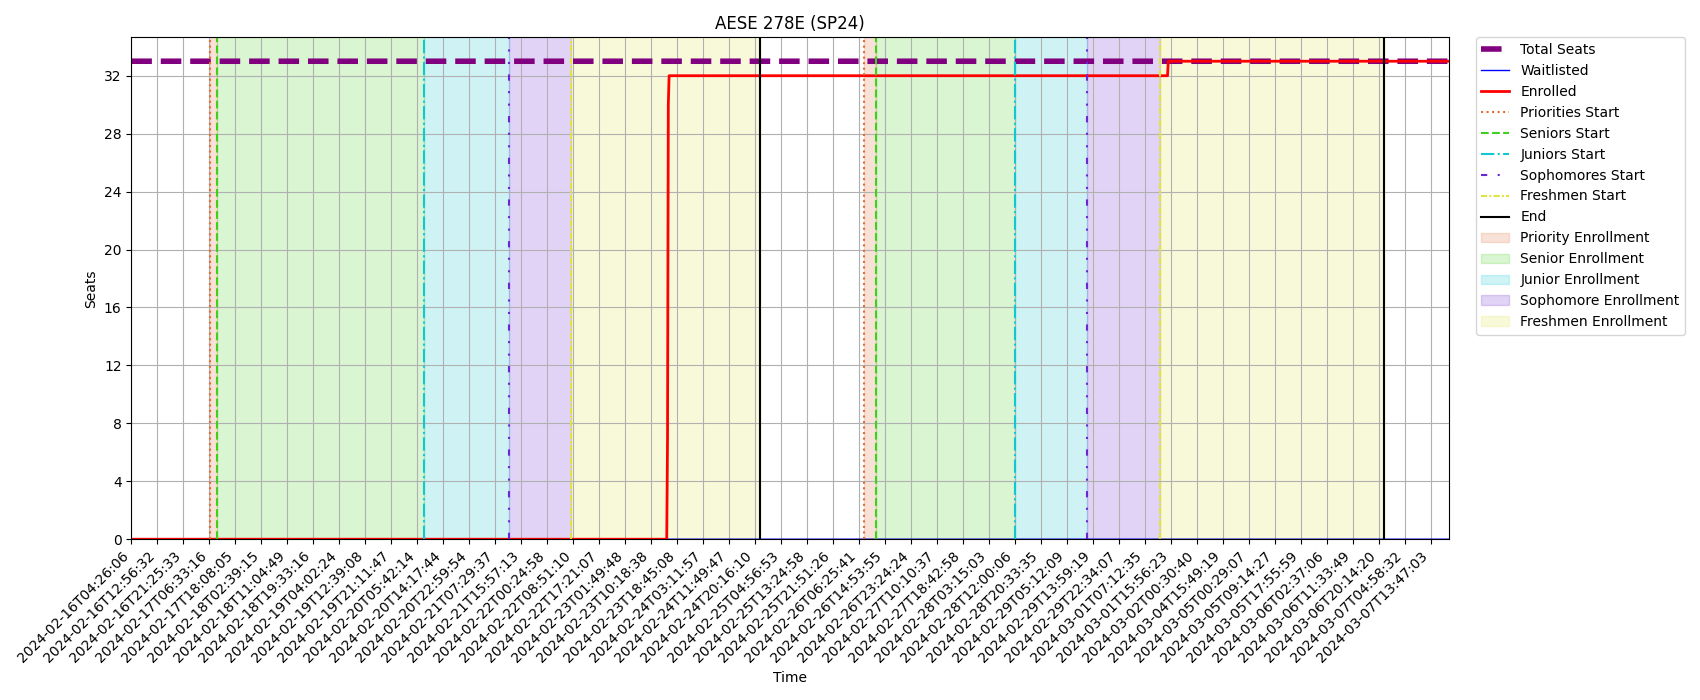 AESE 278E (SP24)
Seats
32
28
24
20
16
12
8
4
0
2024-02-16T04:26:06
2024-02-16T12:56:32
2024-02-16T21:25:33
2024-02-17T06:33:16
2024-02-17T18:08:05
2024-02-18T02:39:15
2024-02-18T11:04:49
2024-02-18T19:33:16
2024-02-19T04:02:24
2024-02-19T12:39:08
2024-02-19T21:11:47
2024-02-20T05:42:14
2024-02-20T14:17:44
2024-02-20T22:59:54
2024-02-21T07:29:37
2024-02-21T15:57:13
2024-02-22T00:24:58
2024-02-22T08:51:10
2024-02-22T17:21:07
2024-02-23T01:49:48
2024-02-23T10:18:38
2024-02-23T18:45:08
2024-02-24T03:11:57
2024-02-24T11:49:47
2024-02-24T20:16:10
2024-02-25T04:56:53
2024-02-25T13:24:58
2024-02-25T21:51:26
2024-02-26T06:25:41
2024-02-26T14:53:55
2024-02-26T23:24:24
2024-02-27T10:10:37
2024-02-27T18:42:58
2024-02-28T03:15:03
2024-02-28T12:00:06
2024-02-28T20:33:35
2024-02-29T05:12:09
2024-02-29T13:59:19
2024-02-29T22:34:07
2024-03-01T07:12:35
2024-03-01T15:56:23
2024-03-02T00:30:40
2024-03-04T15:49:19
2024-03-05T00:29:07
2024-03-05T09:14:27
2024-03-05T17:55:59
2024-03-06T02:37:06
2024-03-06T11:33:49
2024-03-06T20:14:20
2024-03-07T04:58:32
2024-03-07T13:47:03
Time
Total Seats
Waitlisted
Enrolled
Priorities Start
Seniors Start
Juniors Start
Sophomores Start
Freshmen Start
End
Priority Enrollment
Senior Enrollment
Junior Enrollment
Sophomore Enrollment
Freshmen Enrollment